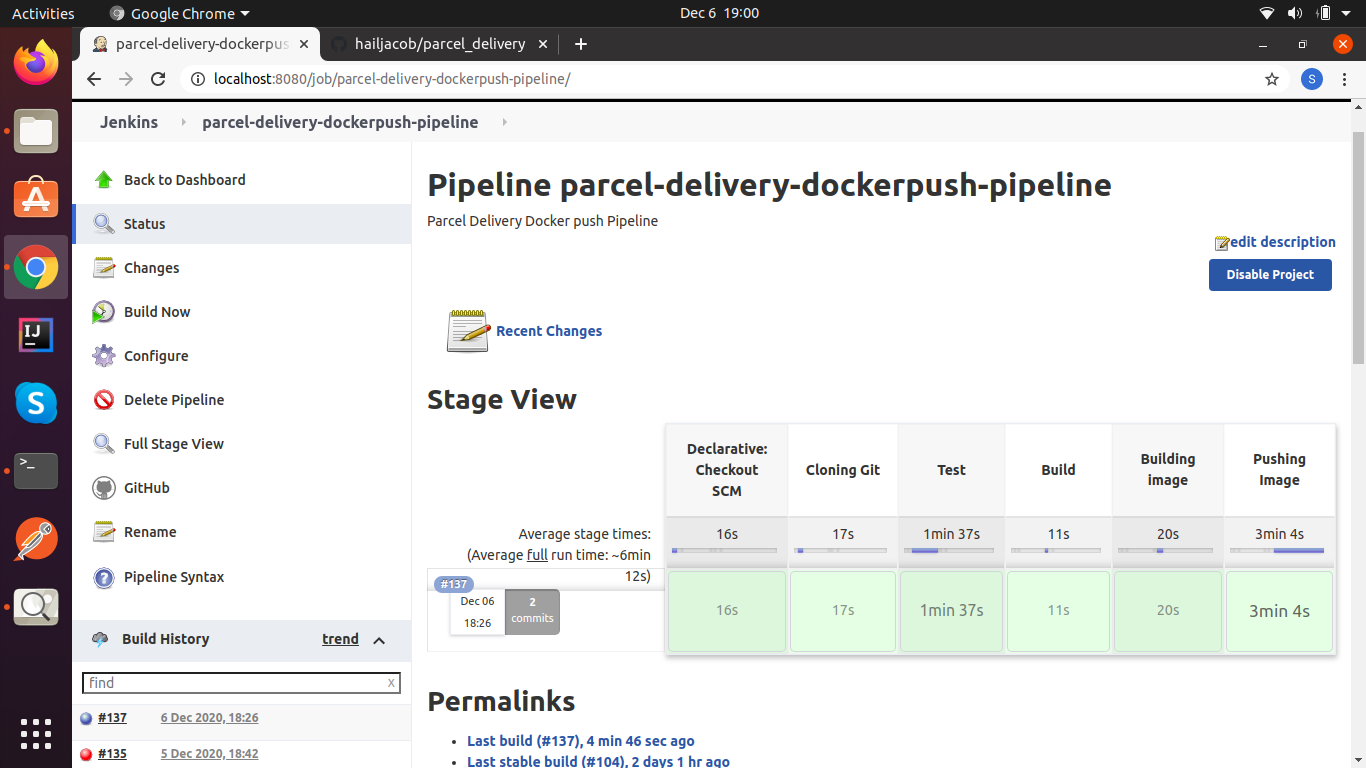 Activities
Google Chrome
Dec 6 19:00
parcel-delivery-dockerpus
hailjacob/parcel_delivery
localhost:8080/job/parcel-delivery-dockerpush-pipeline/
S
Jenkins
parcel-delivery-dockerpush-pipeline
Back to Dashboard
Status
Changes
Build Now
Configure
Delete Pipeline
Full Stage View
GitHub
Rename
Pipeline Syntax
Build History
trend
find
x
#137
6 Dec 2020, 18:26
#135
5 Dec 2020, 18:42
Pipeline parcel-delivery-dockerpush-pipeline
Parcel Delivery Docker push Pipeline
edit description
Disable Project
Recent Changes
Stage View
Declarative:
Checkout
SCM
Cloning Git
Test
Build
Building
image
Pushing
Image
Average stage times:
(Average full run time: ~6min
12s)
16s
17s
1min 37s
11s
20s
3min 4s
#137
Dec 06
18:26
2
commits
16s
17s
1min 37s
11s
20s
3min 4s
Permalinks
Last build (#137), 4 min 46 sec ago
Last stable build (#104), 2 days 1 hr ago
IJ
S
>_